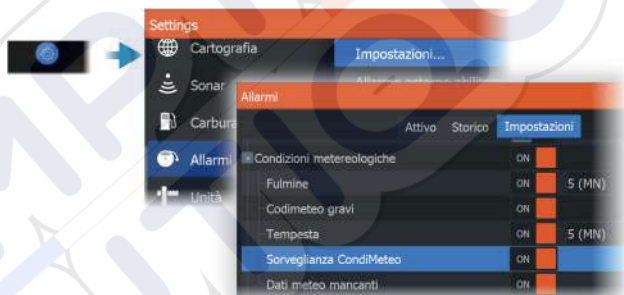 Settings
Cartografia
Impostazioni...
Sonar
Allarmi
Carbura
Attivo Storico Impostazioni
Allarmi
Condizioni metereologiche ON
Fulmine ON 5 (MN)
Unità
Codimeteo gravi ON
Tempesta ON 5 (MN)
Sorveglianza CondiMeteo ON
Dati meteo mancanti ON